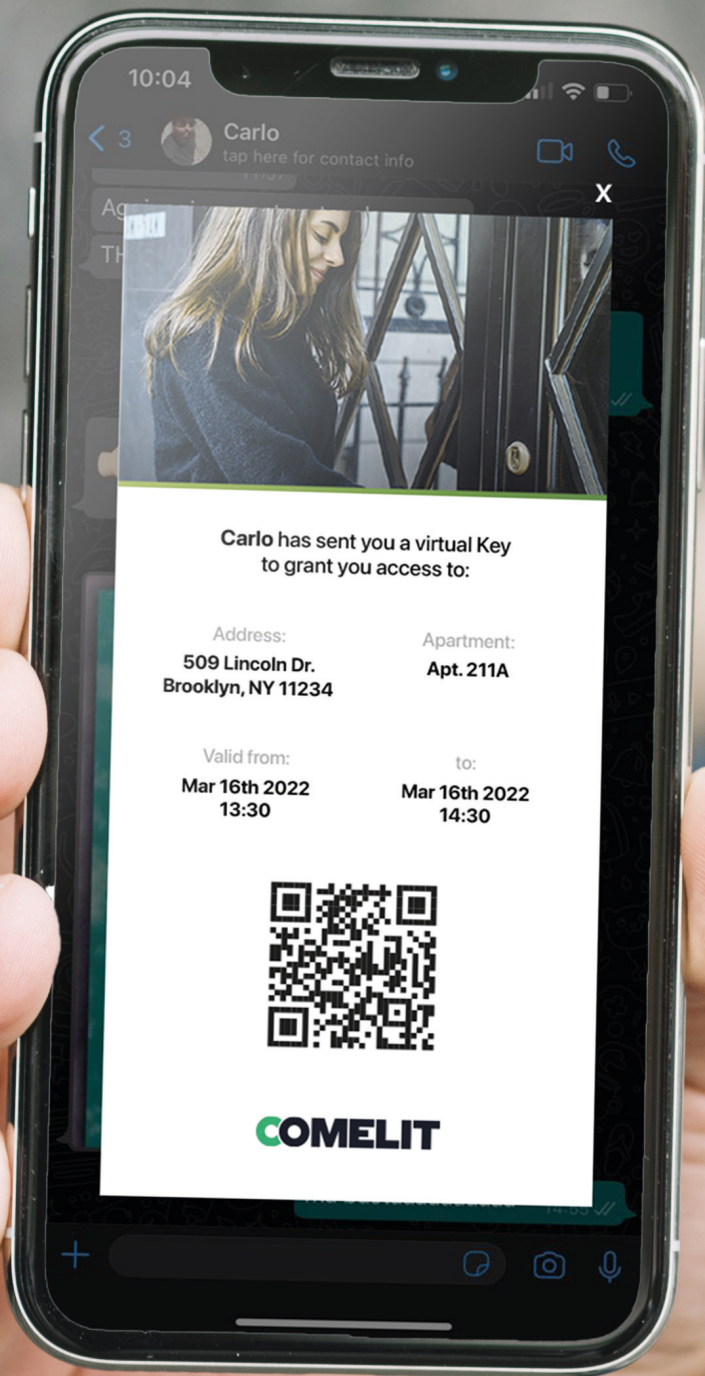 10:04
3
Carlo
tap here for contact info
X
TH
Carlo has sent you a virtual Key
to grant you access to:
Address:
509 Lincoln Dr.
Brooklyn, NY 11234
Apartment:
Apt. 211A
Valid from:
Mar 16th 2022
13:30
to:
Mar 16th 2022
14:30
COMELIT